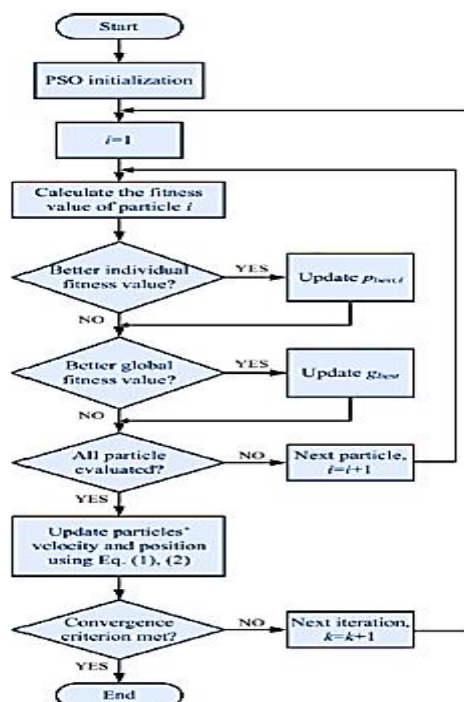 Start
PSO initialization
i=1
Calculate the fitness
value of particle i
Better individual
fitness value?
YES
Update pbest,i
NO
Better global
fitness value?
YES
Update gbest
NO
All particle
evaluated?
NO
Next particle,
i=i+1
YES
Update particles'
velocity and position
using Eq. (1), (2)
Convergence
criterion met?
NO
Next iteration,
k=k+1
YES
End